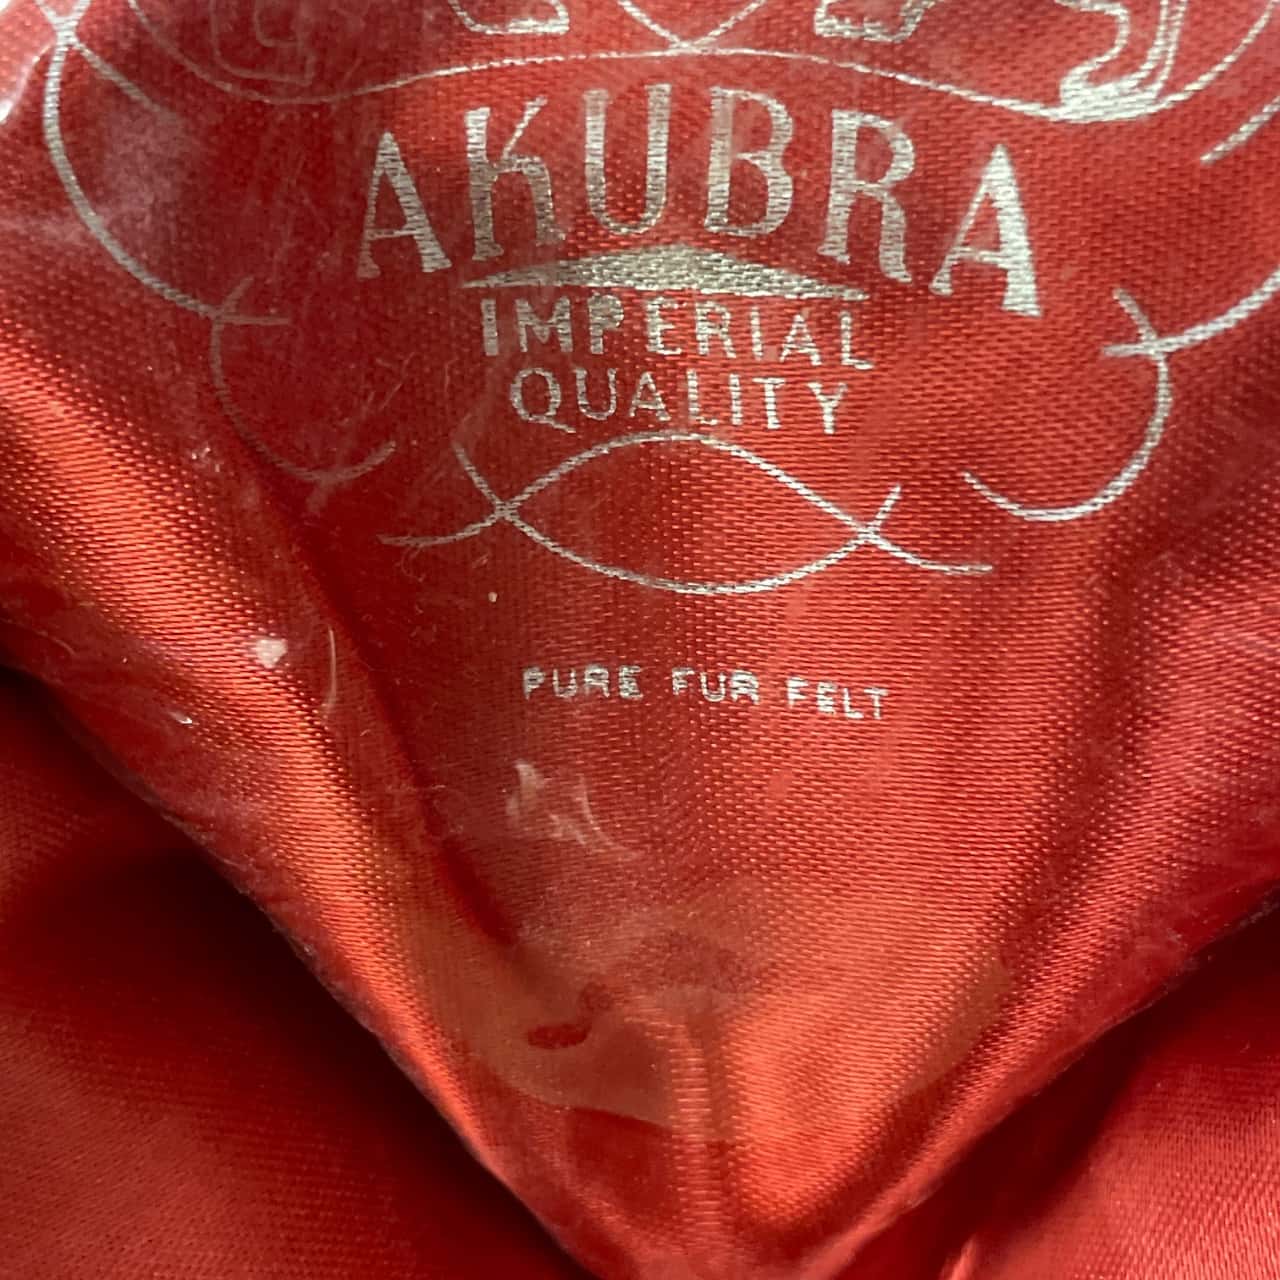 AKUBRA
IMPERIAL
QUALITY
PURE FUR FELT